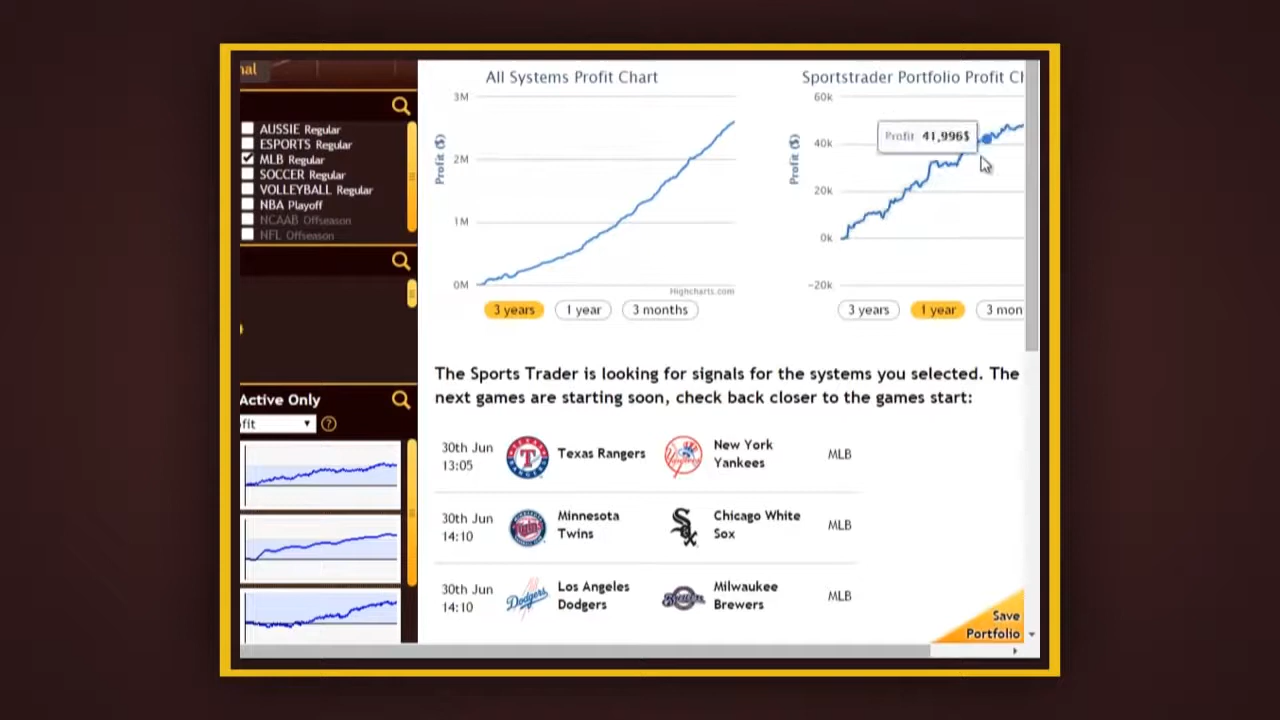 nal
AUSSIE Regular
ESPORTS Regular
MLB Regular
SOCCER Regular
VOLLEYBALL Regular
NBA Playoff
NCAAB Offseason
NFL Offseason
Active Only
ofit
?
All Systems Profit Chart
3M
2M
1M
0M
Profit ($)
Highcharts.com
3 years
1 year
3 months
Sportstrader Portfolio Profit Ch
60k
40k
20k
0k
-20k
Profit ($)
Profit 41,996$
3 years
1 year
3 mon
The Sports Trader is looking for signals for the systems you selected. The
next games are starting soon, check back closer to the games start:
30th Jun
13:05
Texas Rangers
New York
Yankees
MLB
30th Jun
14:10
Minnesota
Twins
Chicago White
Sox
MLB
30th Jun
14:10
Dodgers
Los Angeles
Dodgers
Milwaukee
Brewers
MLB
Save
Portfolio